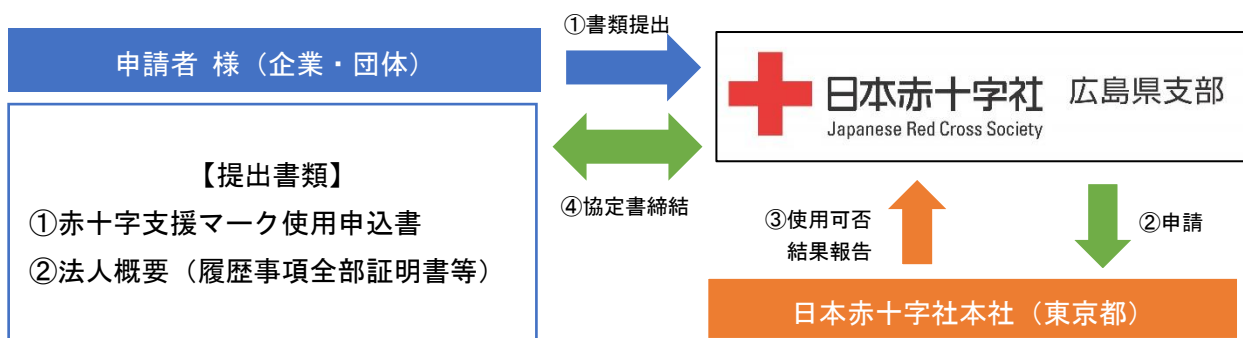 ①書類提出
申請者 様（企業・団体）
日本赤十字社 広島県支部
Japanese Red Cross Society
【提出書類】
①赤十字支援マーク使用申込書
②法人概要（履歴事項全部証明書等）
④協定書締結
③使用可否
結果報告
②申請
日本赤十字社本社（東京都）